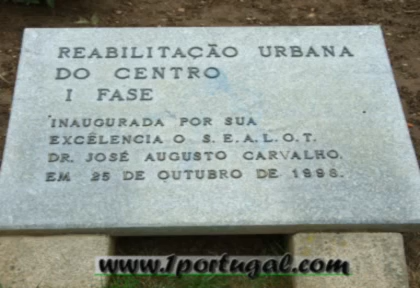 REABILITAÇÃO URBANA
DO CENTRO
I FASE
INAUGURADA POR SUA
EXCÊLENCIA O S.E.A.L.O.T.
DR. JOSÉ AUGUSTO CARVALHO.
EM 25 DE OUTUBRO DE 1998.
www.1portugal.com